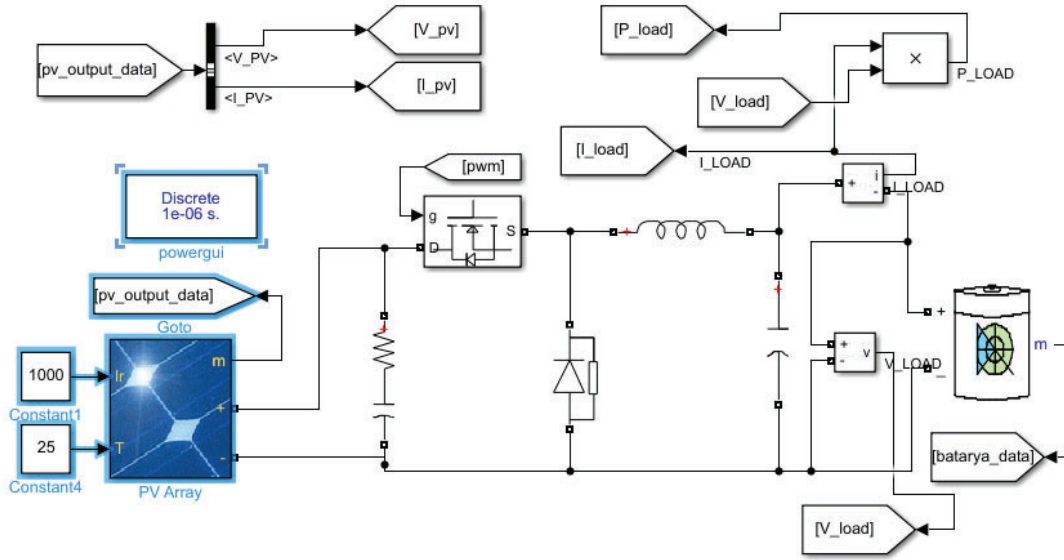 [pv_output_data]
<V_PV>
<I_PV>
[V_pv]
[I_pv]
[P_load]
[V_load]
×
P_LOAD
[I_load]
I_LOAD
[pwm]
Discrete
1e-06 s.
powergui
g
D
S
+
+
i
-
I_LOAD
+
[pv_output_data]
Goto
1000
Constant1
25
Constant4
Ir
T
m
+
-
PV Array
+
+
-
v
V_LOAD
+
m
-
[batarya_data]
[V_load]